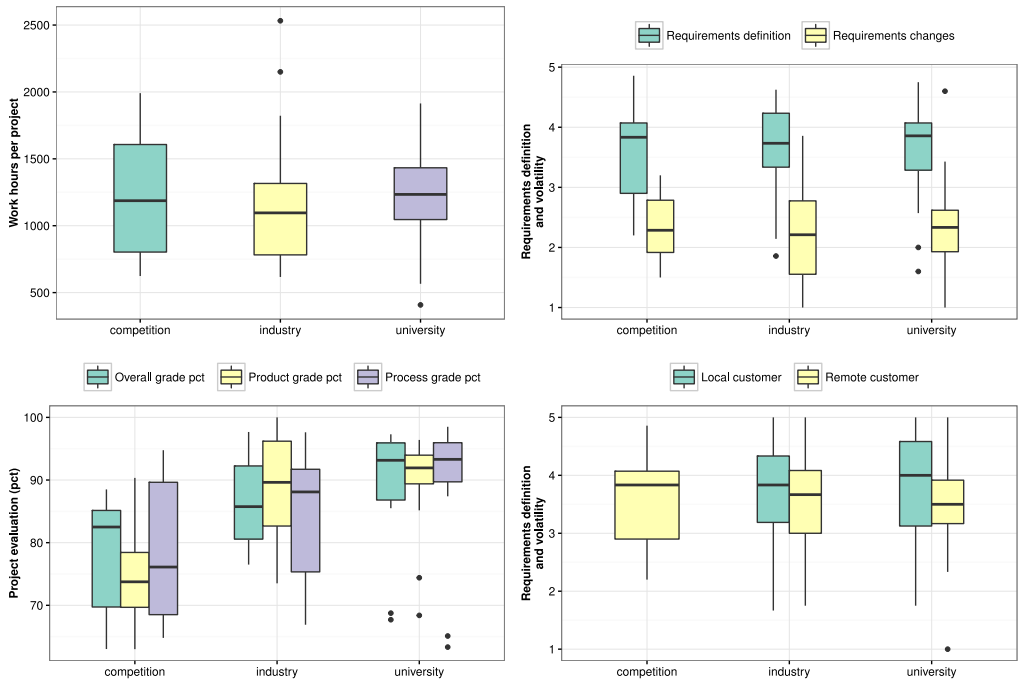 Work hours per project
2500
2000
1500
1000
500
competition industry university
Requirements definition Requirements changes
Requirements definition
and volatility
5
4
3
2
1
competition industry university
Overall grade pct Product grade pct Process grade pct
Project evaluation (pct)
100
90
80
70
competition industry university
Local customer Remote customer
Requirements definition
and volatility
5
4
3
2
1
competition industry university